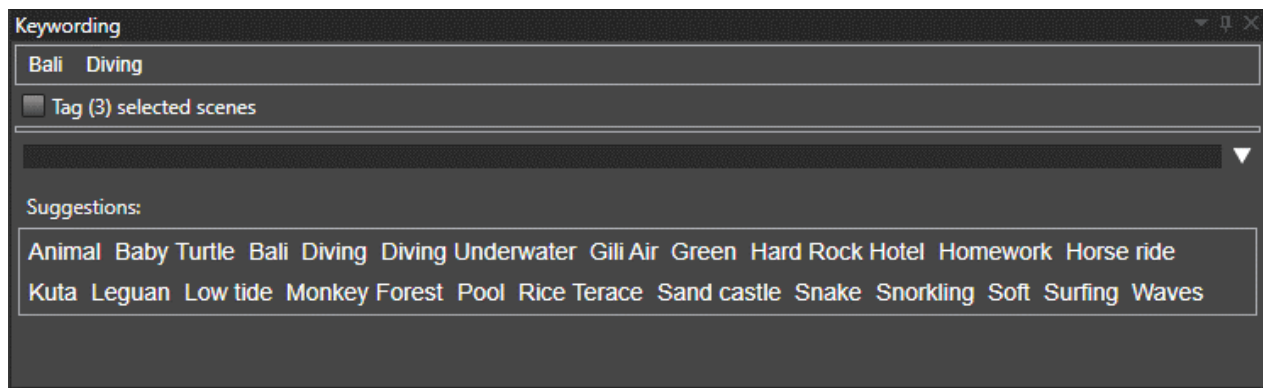 Keywording
Bali Diving
Tag (3) selected scenes
Suggestions:
Animal Baby Turtle Bali Diving Diving Underwater Gili Air Green Hard Rock Hotel Homework Horse ride
Kuta Leguan Low tide Monkey Forest Pool Rice Terace Sand castle Snake Snorkling Soft Surfing Waves